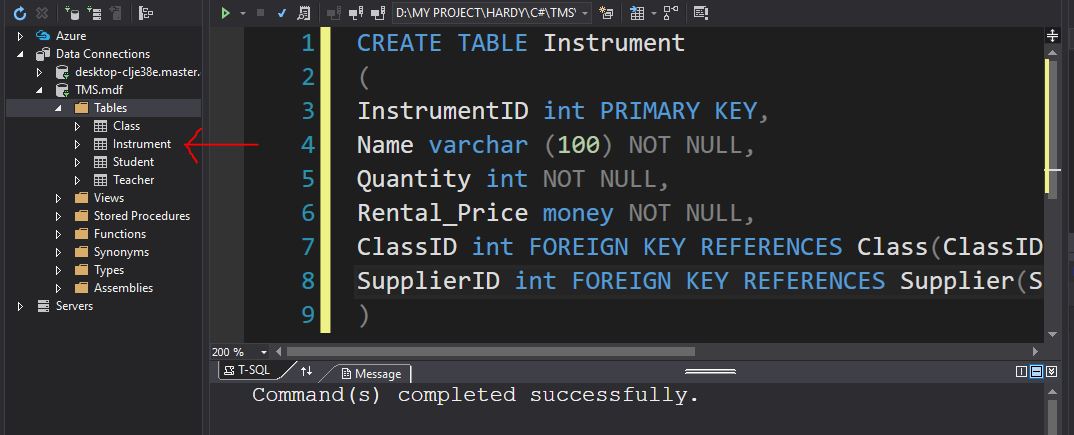 D:\MY PROJECT\HARDY\C#\TMS\
Azure
Data Connections
desktop-clje38e.master.
TMS.mdf
Tables
Class
Instrument
Student
Teacher
Views
Stored Procedures
Functions
Synonyms
Types
Assemblies
Servers
1 CREATE TABLE Instrument
2 (
3 InstrumentID int PRIMARY KEY,
4 Name varchar (100) NOT NULL,
5 Quantity int NOT NULL,
6 Rental_Price money NOT NULL,
7 ClassID int FOREIGN KEY REFERENCES Class(ClassID
8 SupplierID int FOREIGN KEY REFERENCES Supplier(S
9 )
200 %
T-SQL
Message
Command(s) completed successfully.